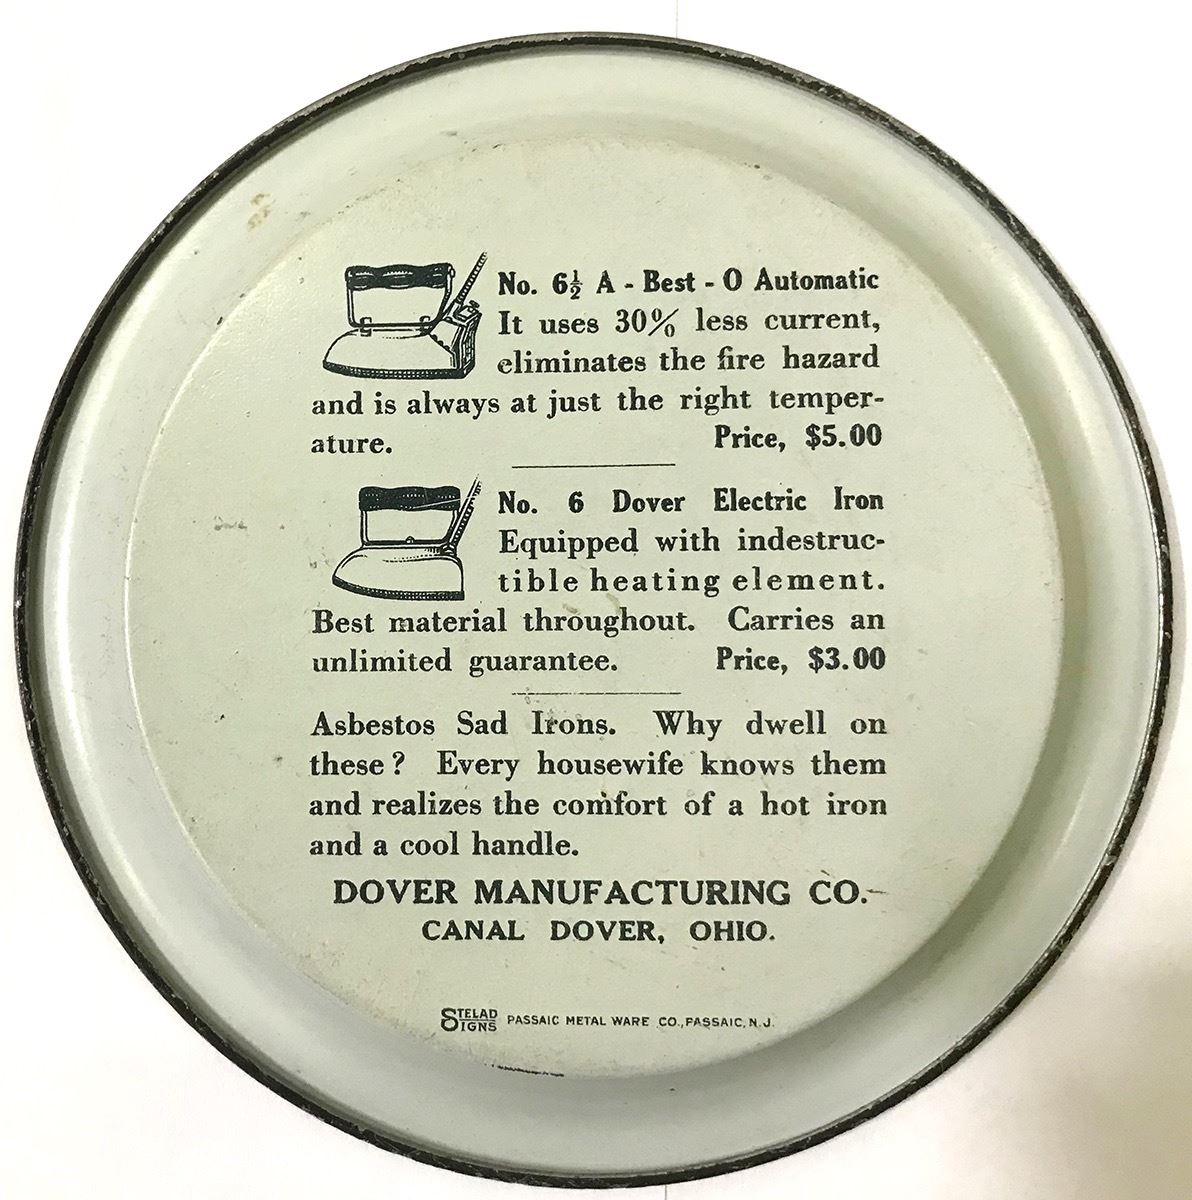 No. 6½ A - Best - O Automatic
It uses 30% less current,
eliminates the fire hazard
and is always at just the right temper-
ature. Price, $5.00
No. 6 Dover Electric Iron
Equipped with indestruc-
tible heating element.
Best material throughout. Carries an
unlimited guarantee. Price, $3.00
Asbestos Sad Irons. Why dwell on
these? Every housewife knows them
and realizes the comfort of a hot iron
and a cool handle.
DOVER MANUFACTURING CO.
CANAL DOVER, OHIO.
STELAD SIGNS PASSAIC METAL WARE CO., PASSAIC, N.J.